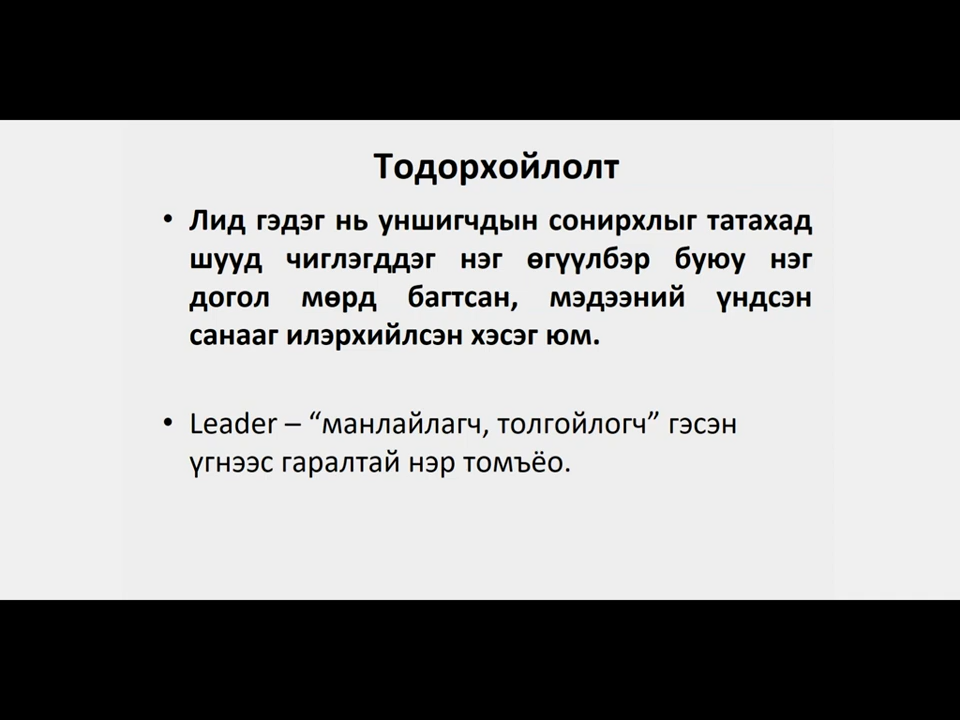 Тодорхойлолт
• Лид гэдэг нь уншигчдын сонирхлыг татахад
шууд чиглэгддэг нэг өгүүлбэр буюу нэг
догол мөрд багтсан, мэдээний үндсэн
санааг илэрхийлсэн хэсэг юм.
• Leader – “манлайлагч, толгойлогч” гэсэн
үгнээс гаралтай нэр томъёо.